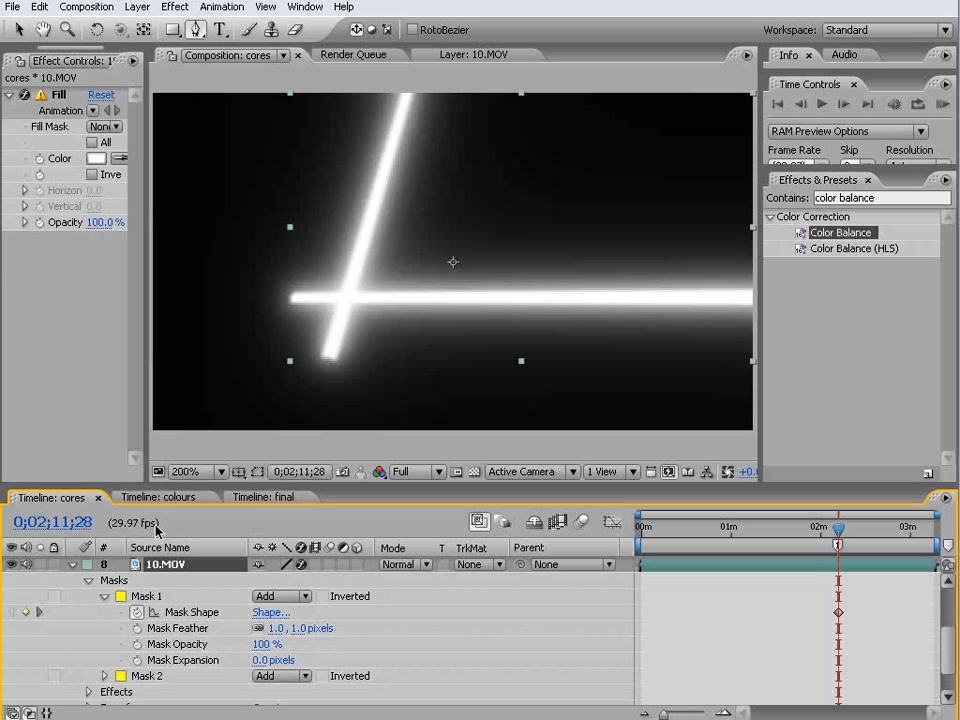 File Edit Composition Layer Effect Animation View Window Help
RotoBezier
Workspace: Standard
Effect Controls: 1
cores * 10.MOV
Fill Reset
Animation
Fill Mask
All
Color
Inve
Horizon 0.0
Vertical 0.0
Opacity 100.0 %
Composition: cores × Render Queue Layer: 10.MOV
Info × Audio
Time Controls ×
RAM Preview Options
Frame Rate Skip Resolution
Effects & Presets ×
Contains: color balance
Color Correction
Color Balance
Color Balance (HLS)
200% 0;02;11;28 Full Active Camera 1 View +0.
Timeline: cores × Timeline: colours Timeline: final
0;02;11;28 (29.97 fps)
00m 01m 02m 03m
# Source Name Mode T TrkMat Parent
8 10.MOV Normal None None
Masks
Mask 1 Add Inverted
Mask Shape Shape...
Mask Feather 1.0, 1.0 pixels
Mask Opacity 100 %
Mask Expansion 0.0 pixels
Mask 2 Add Inverted
Effects